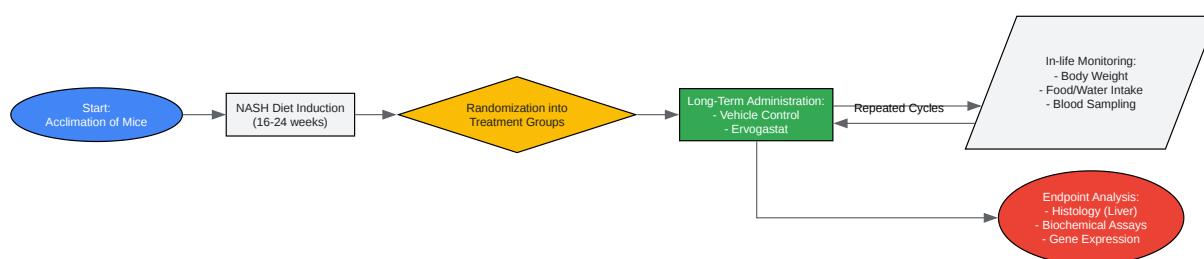 Start:
Acclimation of Mice
NASH Diet Induction
(16-24 weeks)
Randomization into
Treatment Groups
Long-Term Administration:
- Vehicle Control
- Ervogastat
Repeated Cycles
In-life Monitoring:
- Body Weight
- Food/Water Intake
- Blood Sampling
Endpoint Analysis:
- Histology (Liver)
- Biochemical Assays
- Gene Expression